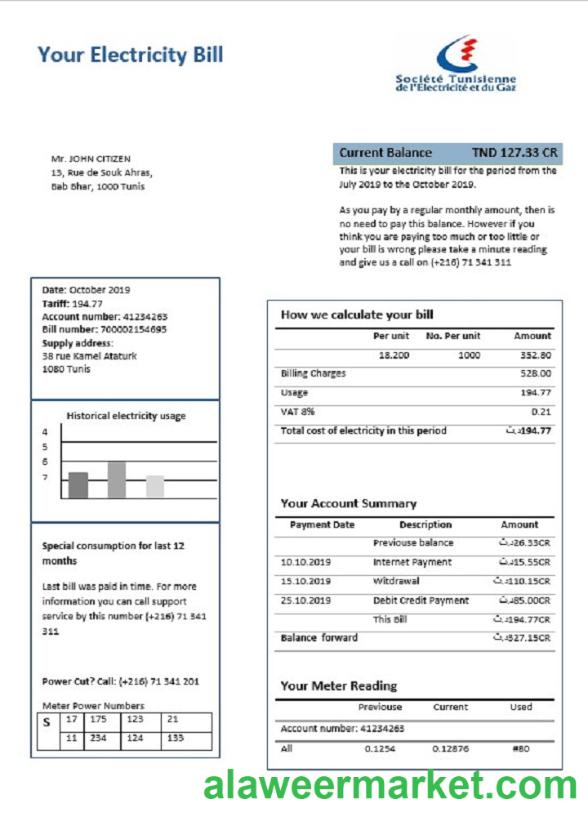 Your Electricity Bill
Société Tunisienne
de l'Electricité et du Gaz
Mr. JOHN CITIZEN
13, Rue de Souk Ahras,
Bab Bhar, 1000 Tunis
Current Balance TND 127.33 CR
This is your electricity bill for the period from the
July 2019 to the October 2019.
As you pay by a regular monthly amount, then is
no need to pay this balance. However if you
think you are paying too much or too little or
your bill is wrong please take a minute reading
and give us a call on (+216) 71 341 311
Date: October 2019
Tariff: 194.77
Account number: 41234263
Bill number: 700002154695
Supply address:
38 rue Kamel Ataturk
1080 Tunis
Historical electricity usage
4
5
6
7
Special consumption for last 12
months
Last bill was paid in time. For more
information you can call support
service by this number (+216) 71 341
311
Power Cut? Call: (+216) 71 341 201
Meter Power Numbers
S 17 175 123 21
11 234 124 133
How we calculate your bill
Per unit No. Per unit Amount
18.200 1000 352.80
Billing Charges 528.00
Usage 194.77
VAT 8% 0.21
Total cost of electricity in this period د.ت194.77
Your Account Summary
Payment Date Description Amount
Previouse balance د.ت26.33CR
10.10.2019 Internet Payment د.ت15.55CR
15.10.2019 Witdrawal د.ت110.15CR
25.10.2019 Debit Credit Payment د.ت85.00CR
This Bill د.ت194.77CR
Balance forward د.ت327.15CR
Your Meter Reading
Previouse Current Used
Account number: 41234263
All 0.1254 0.12876 #80
alaweermarket.com